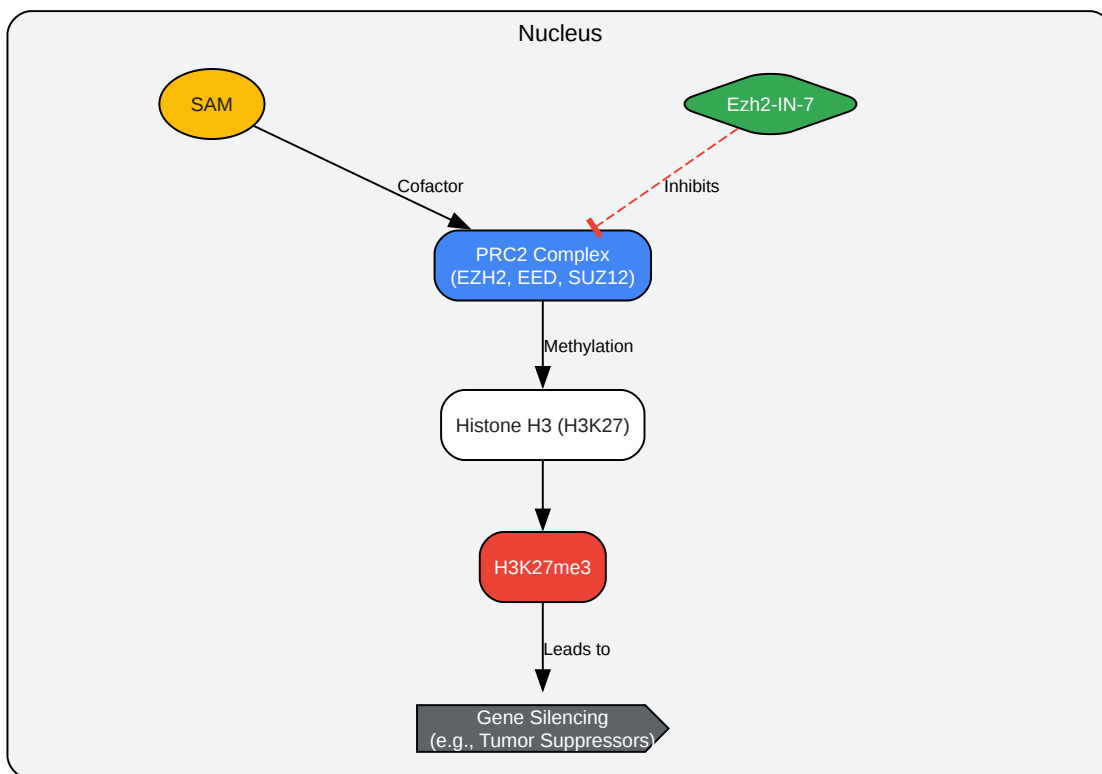 Nucleus
SAM
Ezh2-IN-7
Cofactor
Inhibits
PRC2 Complex
(EZH2, EED, SUZ12)
Methylation
Histone H3 (H3K27)
H3K27me3
Leads to
Gene Silencing
(e.g., Tumor Suppressors)